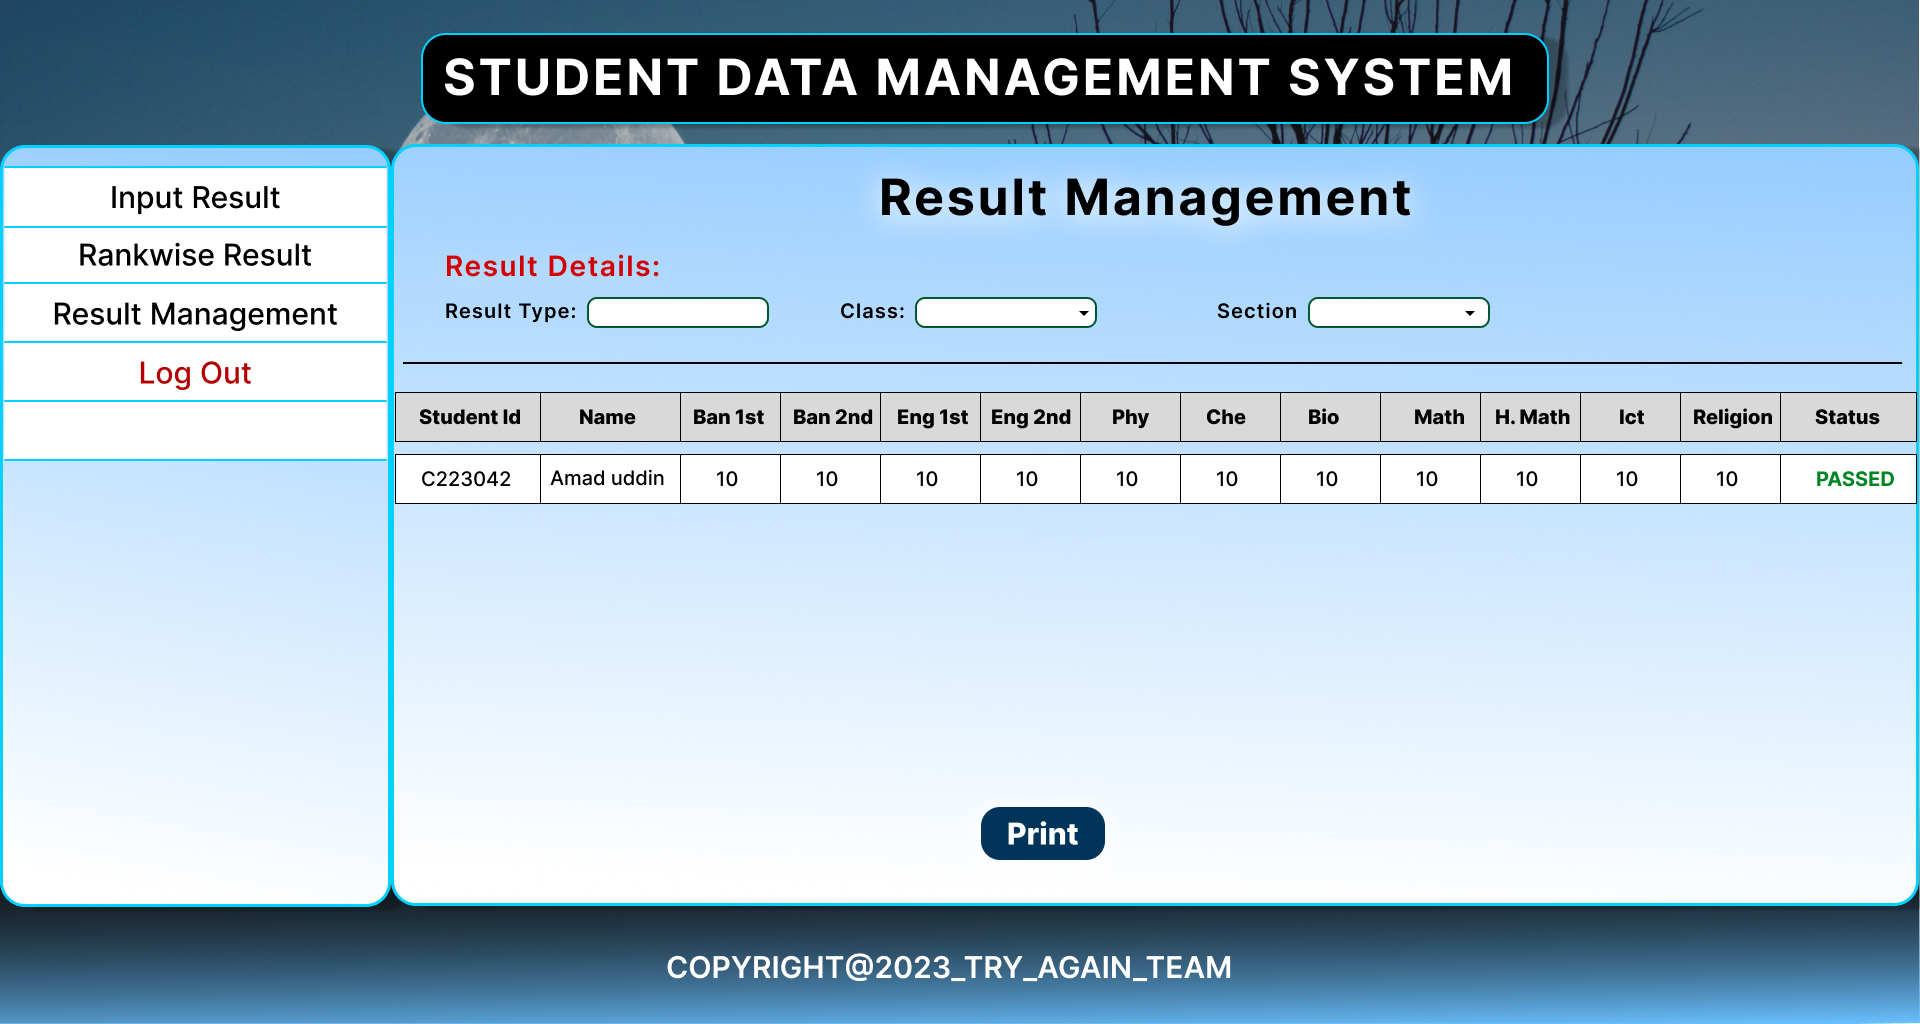 STUDENT DATA MANAGEMENT SYSTEM
Input Result
Rankwise Result
Result Management
Log Out
Result Management
Result Details:
Result Type: Class: Section
Student Id Name Ban 1st Ban 2nd Eng 1st Eng 2nd Phy Che Bio Math H. Math Ict Religion Status
C223042 Amad uddin 10 10 10 10 10 10 10 10 10 10 10 PASSED
Print
COPYRIGHT@2023_TRY_AGAIN_TEAM